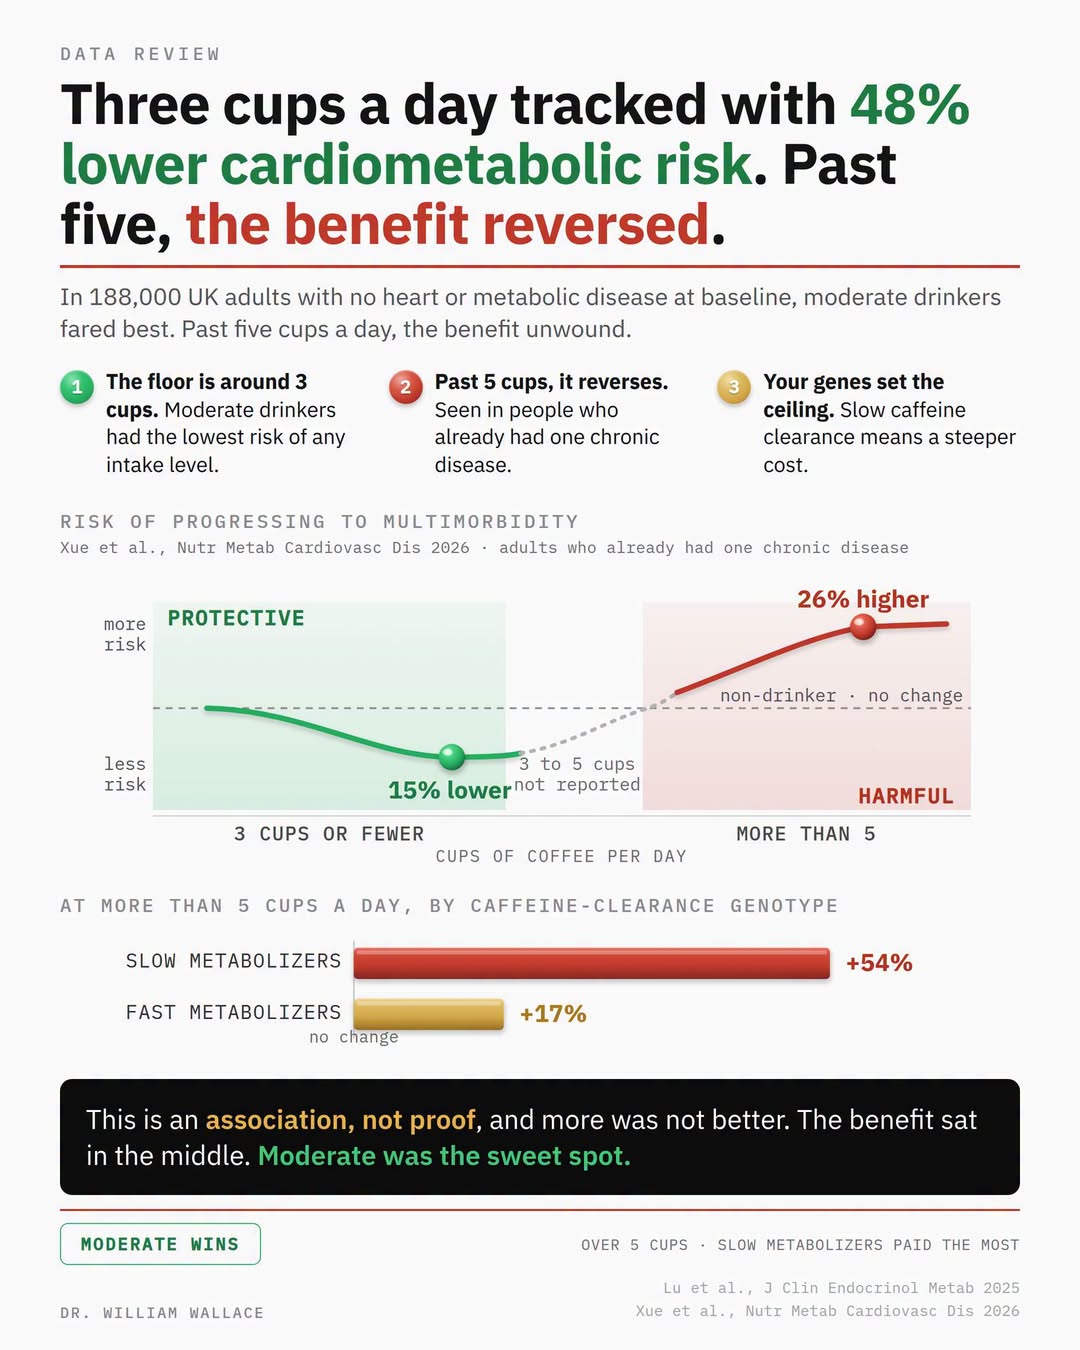 DATA REVIEW
Three cups a day tracked with 48%
lower cardiometabolic risk. Past
five, the benefit reversed.
In 188,000 UK adults with no heart or metabolic disease at baseline, moderate drinkers
fared best. Past five cups a day, the benefit unwound.
1
The floor is around 3
cups. Moderate drinkers
had the lowest risk of any
intake level.
2
Past 5 cups, it reverses.
Seen in people who
already had one chronic
disease.
3
Your genes set the
ceiling. Slow caffeine
clearance means a steeper
cost.
RISK OF PROGRESSING TO MULTIMORBIDITY
Xue et al., Nutr Metab Cardiovasc Dis 2026 · adults who already had one chronic disease
more
risk
PROTECTIVE
26% higher
non-drinker · no change
less
risk
15% lower
3 to 5 cups
not reported
HARMFUL
3 CUPS OR FEWER
MORE THAN 5
CUPS OF COFFEE PER DAY
AT MORE THAN 5 CUPS A DAY, BY CAFFEINE-CLEARANCE GENOTYPE
SLOW METABOLIZERS
+54%
FAST METABOLIZERS
+17%
no change
This is an association, not proof, and more was not better. The benefit sat
in the middle. Moderate was the sweet spot.
MODERATE WINS
OVER 5 CUPS · SLOW METABOLIZERS PAID THE MOST
Lu et al., J Clin Endocrinol Metab 2025
DR. WILLIAM WALLACE
Xue et al., Nutr Metab Cardiovasc Dis 2026